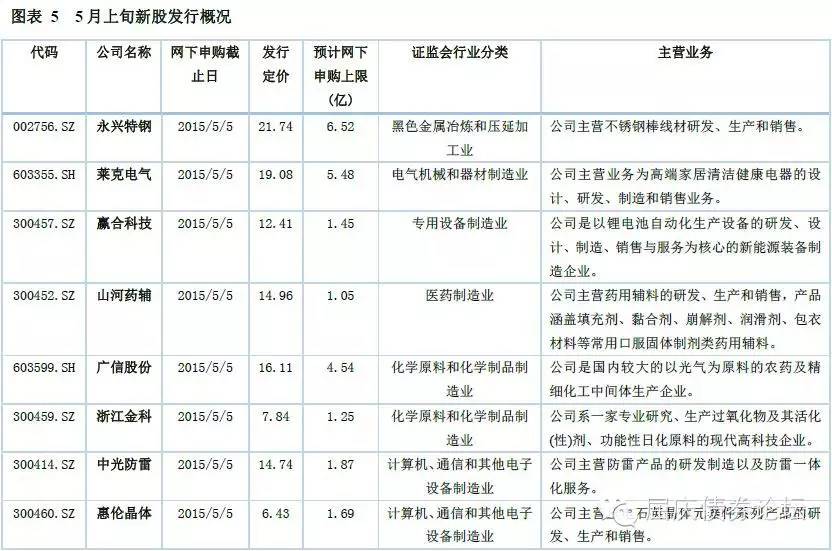 图表 5 5月上旬新股发行概况
代码 公司名称 网下申购截止日 发行定价 预计网下申购上限（亿） 证监会行业分类 主营业务
002756.SZ 永兴特钢 2015/5/5 21.74 6.52 黑色金属冶炼和压延加工业 公司主营不锈钢棒线材研发、生产和销售。
603355.SH 莱克电气 2015/5/5 19.08 5.48 电气机械和器材制造业 公司主营业务为高端家居清洁健康电器的设计、研发、制造和销售业务。
300457.SZ 赢合科技 2015/5/5 12.41 1.45 专用设备制造业 公司是以锂电池自动化生产设备的研发、设计、制造、销售与服务为核心的新能源装备制造企业。
300452.SZ 山河药辅 2015/5/5 14.96 1.05 医药制造业 公司主营药用辅料的研发、生产和销售，产品涵盖填充剂、黏合剂、崩解剂、润滑剂、包衣材料等常用口服固体制剂类药用辅料。
603599.SH 广信股份 2015/5/5 16.11 4.54 化学原料和化学制品制造业 公司是国内较大的以光气为原料的农药及精细化工中间体生产企业。
300459.SZ 浙江金科 2015/5/5 7.84 1.25 化学原料和化学制品制造业 公司系一家专业研究、生产过氧化物及其活化(性)剂、功能性日化原料的现代高科技企业。
300414.SZ 中光防雷 2015/5/5 14.74 1.87 计算机、通信和其他电子设备制造业 公司主营防雷产品的研发制造以及防雷一体化服务。
300460.SZ 惠伦晶体 2015/5/5 6.43 1.69 计算机、通信和其他电子设备制造业 公司主营石英晶体元器件系列产品的研发、生产和销售。
屈庆债券论坛